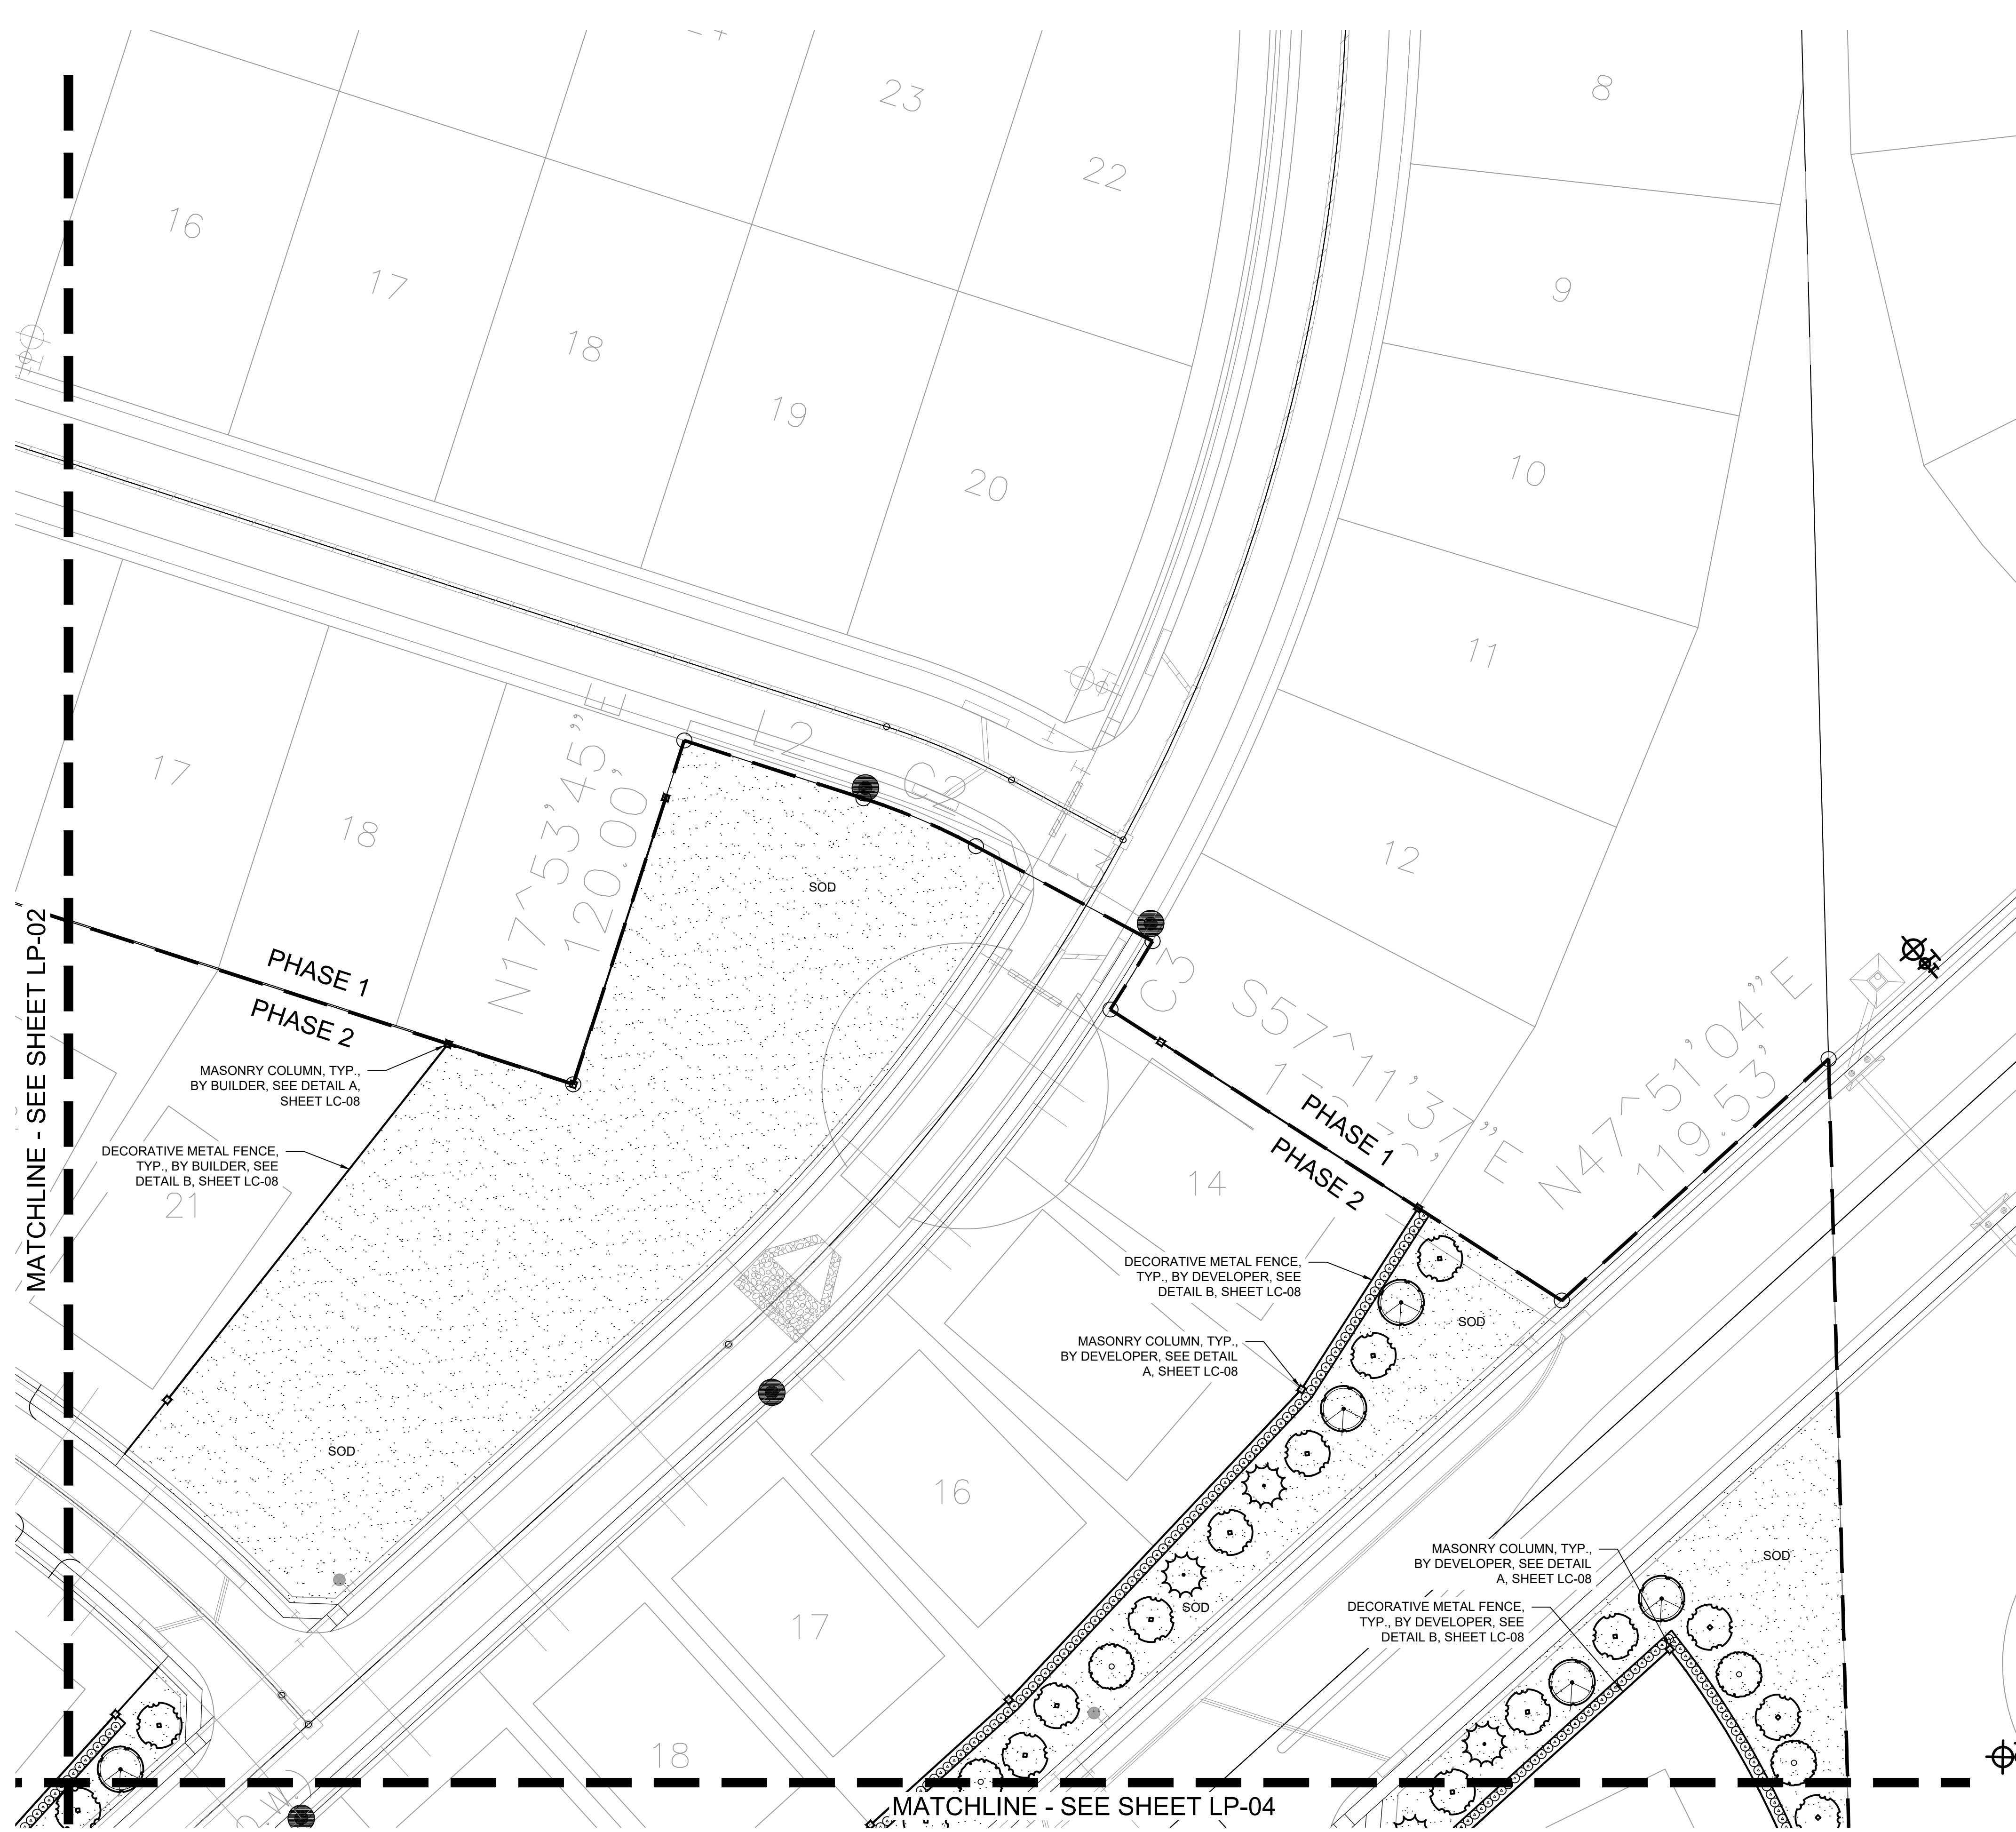 23
22
8
16
17
18
19
20
9
10
11
12
17
18
N17^53'45"E
120.00'
L2
C2
L3
C3
SOD
S57^11'37"E
N47^51'04"E
119.53'
PHASE 1
PHASE 2
PHASE 1
PHASE 2
MATCHLINE - SEE SHEET LP-02
MASONRY COLUMN, TYP.,
BY BUILDER, SEE DETAIL A,
SHEET LC-08
DECORATIVE METAL FENCE,
TYP., BY BUILDER, SEE
DETAIL B, SHEET LC-08
21
14
DECORATIVE METAL FENCE,
TYP., BY DEVELOPER, SEE
DETAIL B, SHEET LC-08
SOD
MASONRY COLUMN, TYP.,
BY DEVELOPER, SEE DETAIL
A, SHEET LC-08
SOD
16
MASONRY COLUMN, TYP.,
BY DEVELOPER, SEE DETAIL
A, SHEET LC-08
SOD
DECORATIVE METAL FENCE,
TYP., BY DEVELOPER, SEE
DETAIL B, SHEET LC-08
SOD
17
18
MATCHLINE - SEE SHEET LP-04